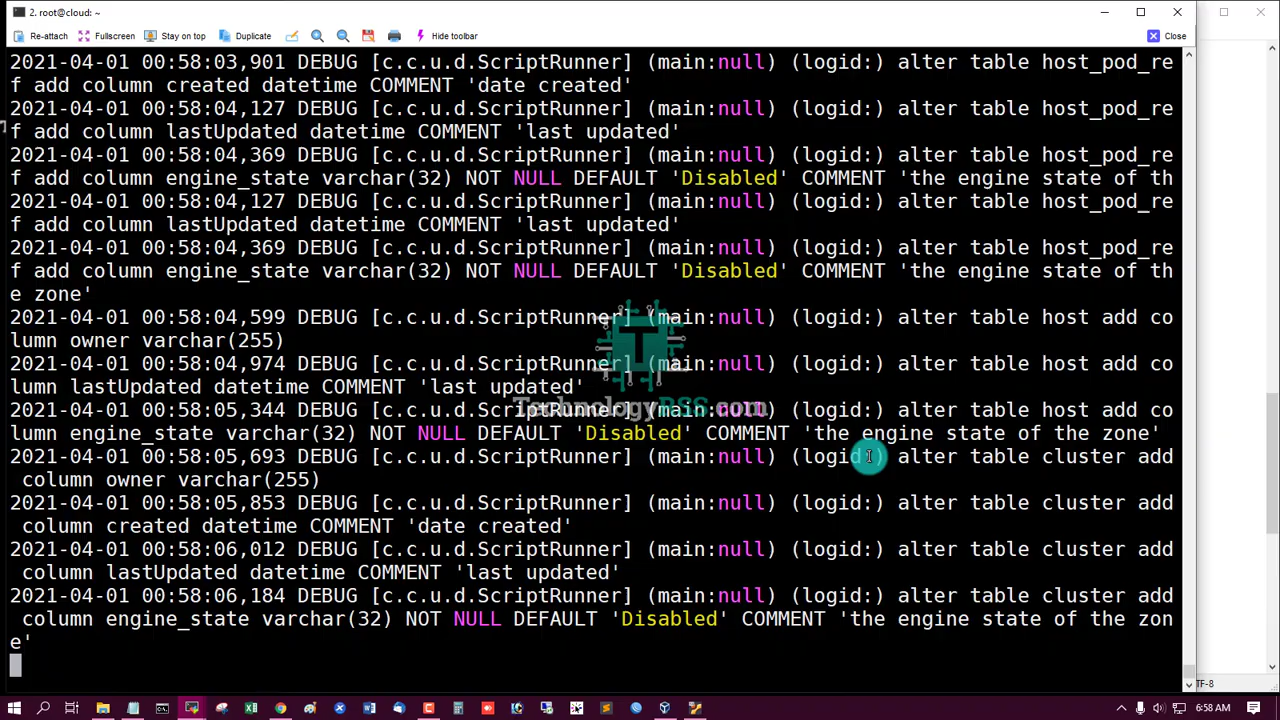 2. root@cloud: ~
Re-attach Fullscreen Stay on top Duplicate Hide toolbar Close
2021-04-01 00:58:03,901 DEBUG [c.c.u.d.ScriptRunner] (main:null) (logid:) alter table host_pod_re
f add column created datetime COMMENT 'date created'
2021-04-01 00:58:04,127 DEBUG [c.c.u.d.ScriptRunner] (main:null) (logid:) alter table host_pod_re
f add column lastUpdated datetime COMMENT 'last updated'
2021-04-01 00:58:04,369 DEBUG [c.c.u.d.ScriptRunner] (main:null) (logid:) alter table host_pod_re
f add column engine_state varchar(32) NOT NULL DEFAULT 'Disabled' COMMENT 'the engine state of th
2021-04-01 00:58:04,127 DEBUG [c.c.u.d.ScriptRunner] (main:null) (logid:) alter table host_pod_re
f add column lastUpdated datetime COMMENT 'last updated'
2021-04-01 00:58:04,369 DEBUG [c.c.u.d.ScriptRunner] (main:null) (logid:) alter table host_pod_re
f add column engine_state varchar(32) NOT NULL DEFAULT 'Disabled' COMMENT 'the engine state of th
e zone'
2021-04-01 00:58:04,599 DEBUG [c.c.u.d.ScriptRunner] (main:null) (logid:) alter table host add co
lumn owner varchar(255)
2021-04-01 00:58:04,974 DEBUG [c.c.u.d.ScriptRunner] (main:null) (logid:) alter table host add co
lumn lastUpdated datetime COMMENT 'last updated'
2021-04-01 00:58:05,344 DEBUG [c.c.u.d.ScriptRunner] (main:null) (logid:) alter table host add co
lumn engine_state varchar(32) NOT NULL DEFAULT 'Disabled' COMMENT 'the engine state of the zone'
2021-04-01 00:58:05,693 DEBUG [c.c.u.d.ScriptRunner] (main:null) (logid:) alter table cluster add
column owner varchar(255)
2021-04-01 00:58:05,853 DEBUG [c.c.u.d.ScriptRunner] (main:null) (logid:) alter table cluster add
column created datetime COMMENT 'date created'
2021-04-01 00:58:06,012 DEBUG [c.c.u.d.ScriptRunner] (main:null) (logid:) alter table cluster add
column lastUpdated datetime COMMENT 'last updated'
2021-04-01 00:58:06,184 DEBUG [c.c.u.d.ScriptRunner] (main:null) (logid:) alter table cluster add
column engine_state varchar(32) NOT NULL DEFAULT 'Disabled' COMMENT 'the engine state of the zon
e'
T
TechnologyRSS.com
TF-8
6:58 AM